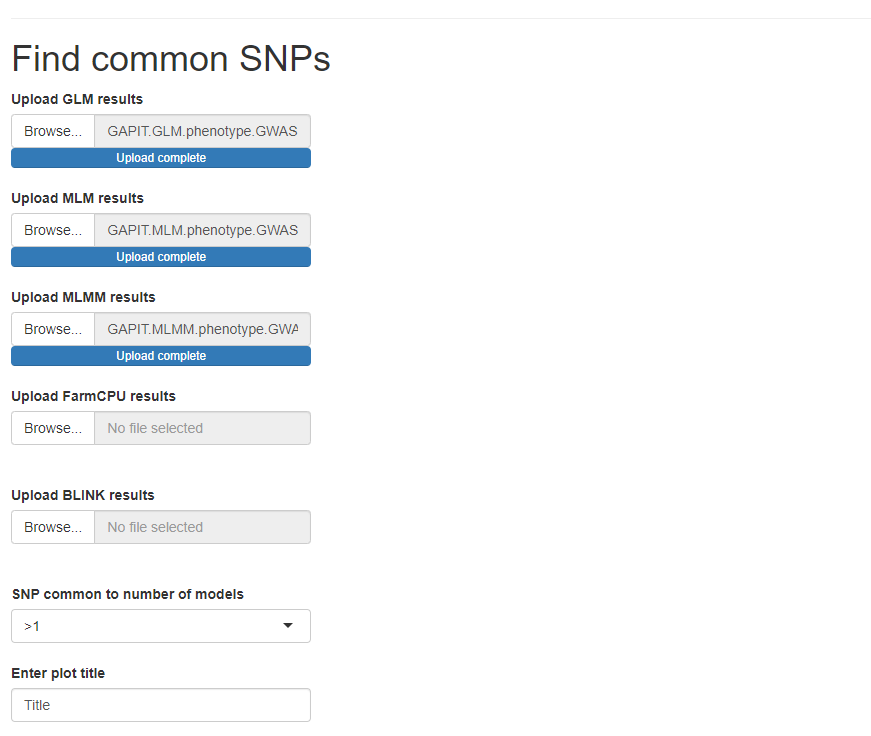 Find common SNPs
Upload GLM results
Browse... GAPIT.GLM.phenotype.GWAS
Upload complete
Upload MLM results
Browse... GAPIT.MLM.phenotype.GWAS
Upload complete
Upload MLMM results
Browse... GAPIT.MLMM.phenotype.GWA
Upload complete
Upload FarmCPU results
Browse... No file selected
Upload BLINK results
Browse... No file selected
SNP common to number of models
>1
Enter plot title
Title